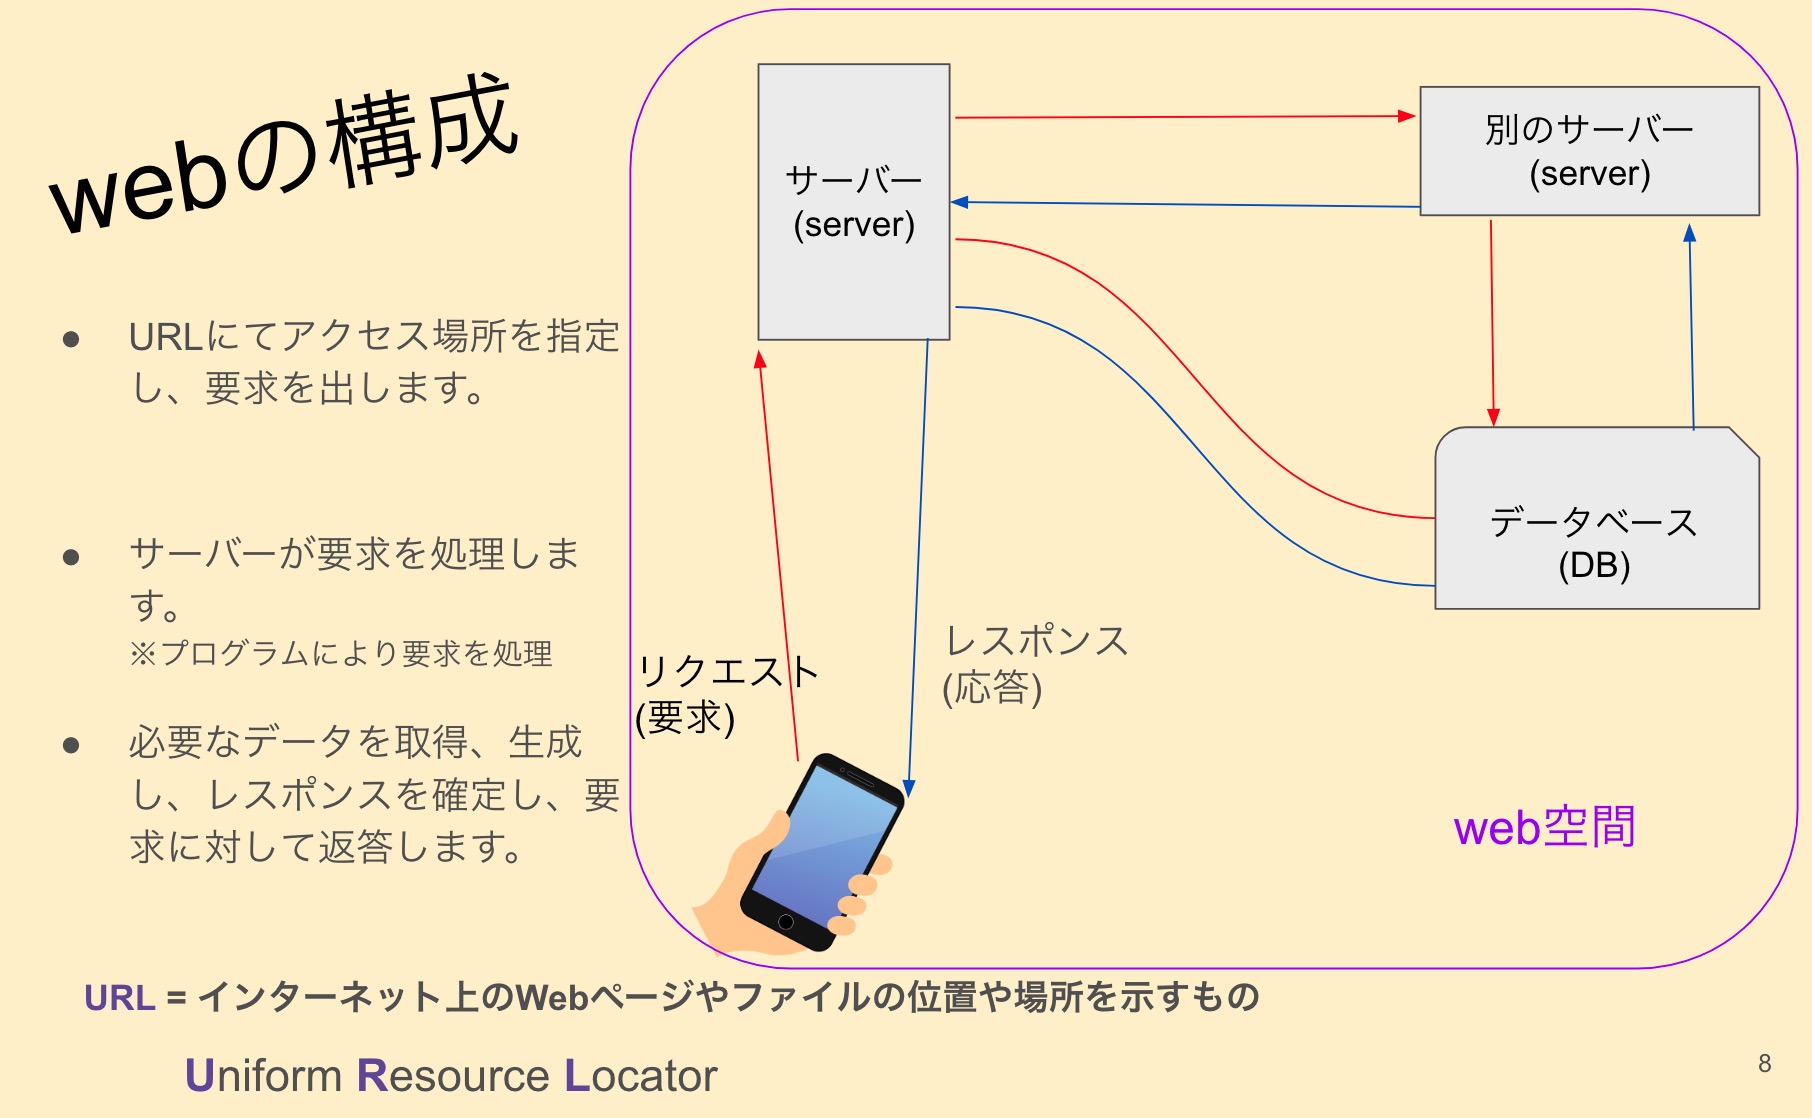 webの構成
● URLにてアクセス場所を指定
し、要求を出します。
● サーバーが要求を処理しま
す。
※プログラムにより要求を処理
● 必要なデータを取得、生成
し、レスポンスを確定し、要
求に対して返答します。
サーバー
(server)
別のサーバー
(server)
データベース
(DB)
リクエスト
(要求)
レスポンス
(応答)
web空間
URL = インターネット上のWebページやファイルの位置や場所を示すもの
Uniform Resource Locator
8